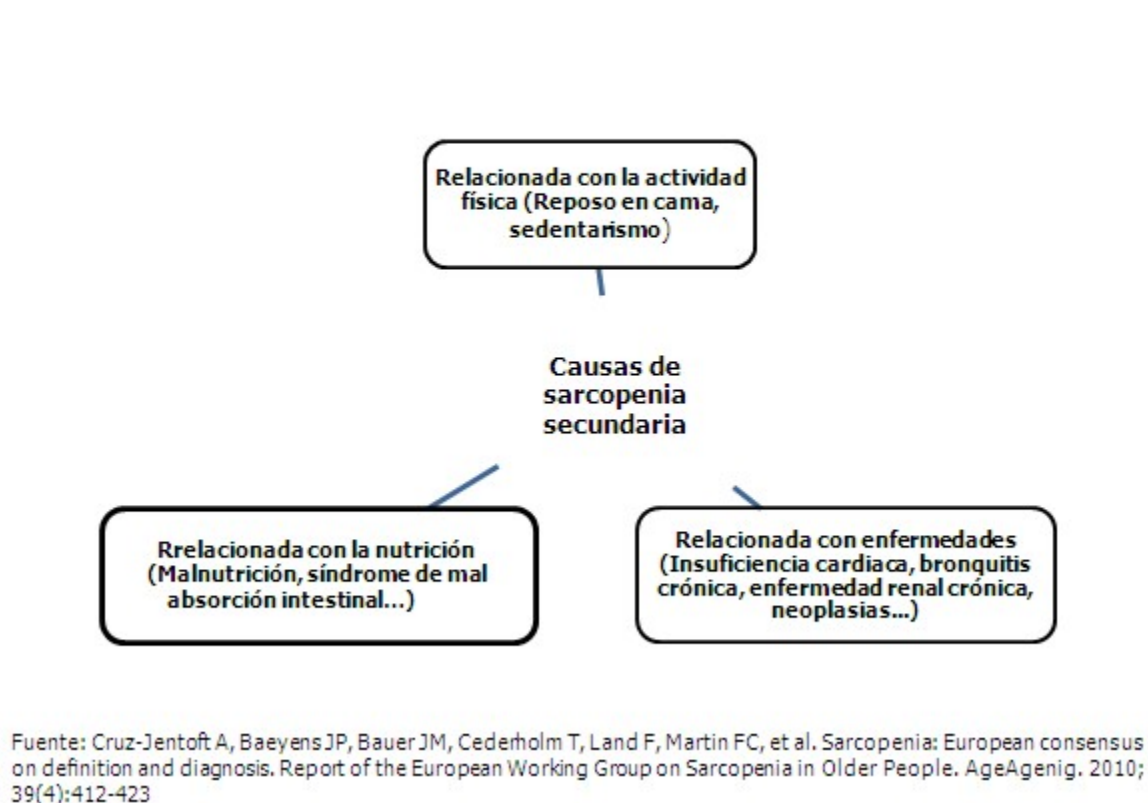 Relacionada con la actividad
física (Reposo en cama,
sedentarismo)
Causas de
sarcopenia
secundaria
Rrelacionada con la nutrición
(Malnutrición, síndrome de mal
absorción intestinal...)
Relacionada con enfermedades
(Insuficiencia cardiaca, bronquitis
crónica, enfermedad renal crónica,
neoplasias...)
Fuente: Cruz-Jentoft A, Baeyens JP, Bauer JM, Cederholm T, Land F, Martin FC, et al. Sarcopenia: European consensus
on definition and diagnosis. Report of the European Working Group on Sarcopenia in Older People. AgeAgenig. 2010;
39(4):412-423